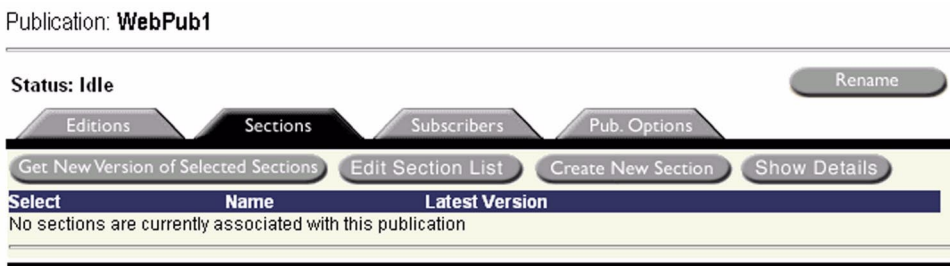 Publication: WebPub1
Status: Idle
Rename
Editions Sections Subscribers Pub. Options
Get New Version of Selected Sections Edit Section List Create New Section Show Details
Select Name Latest Version
No sections are currently associated with this publication